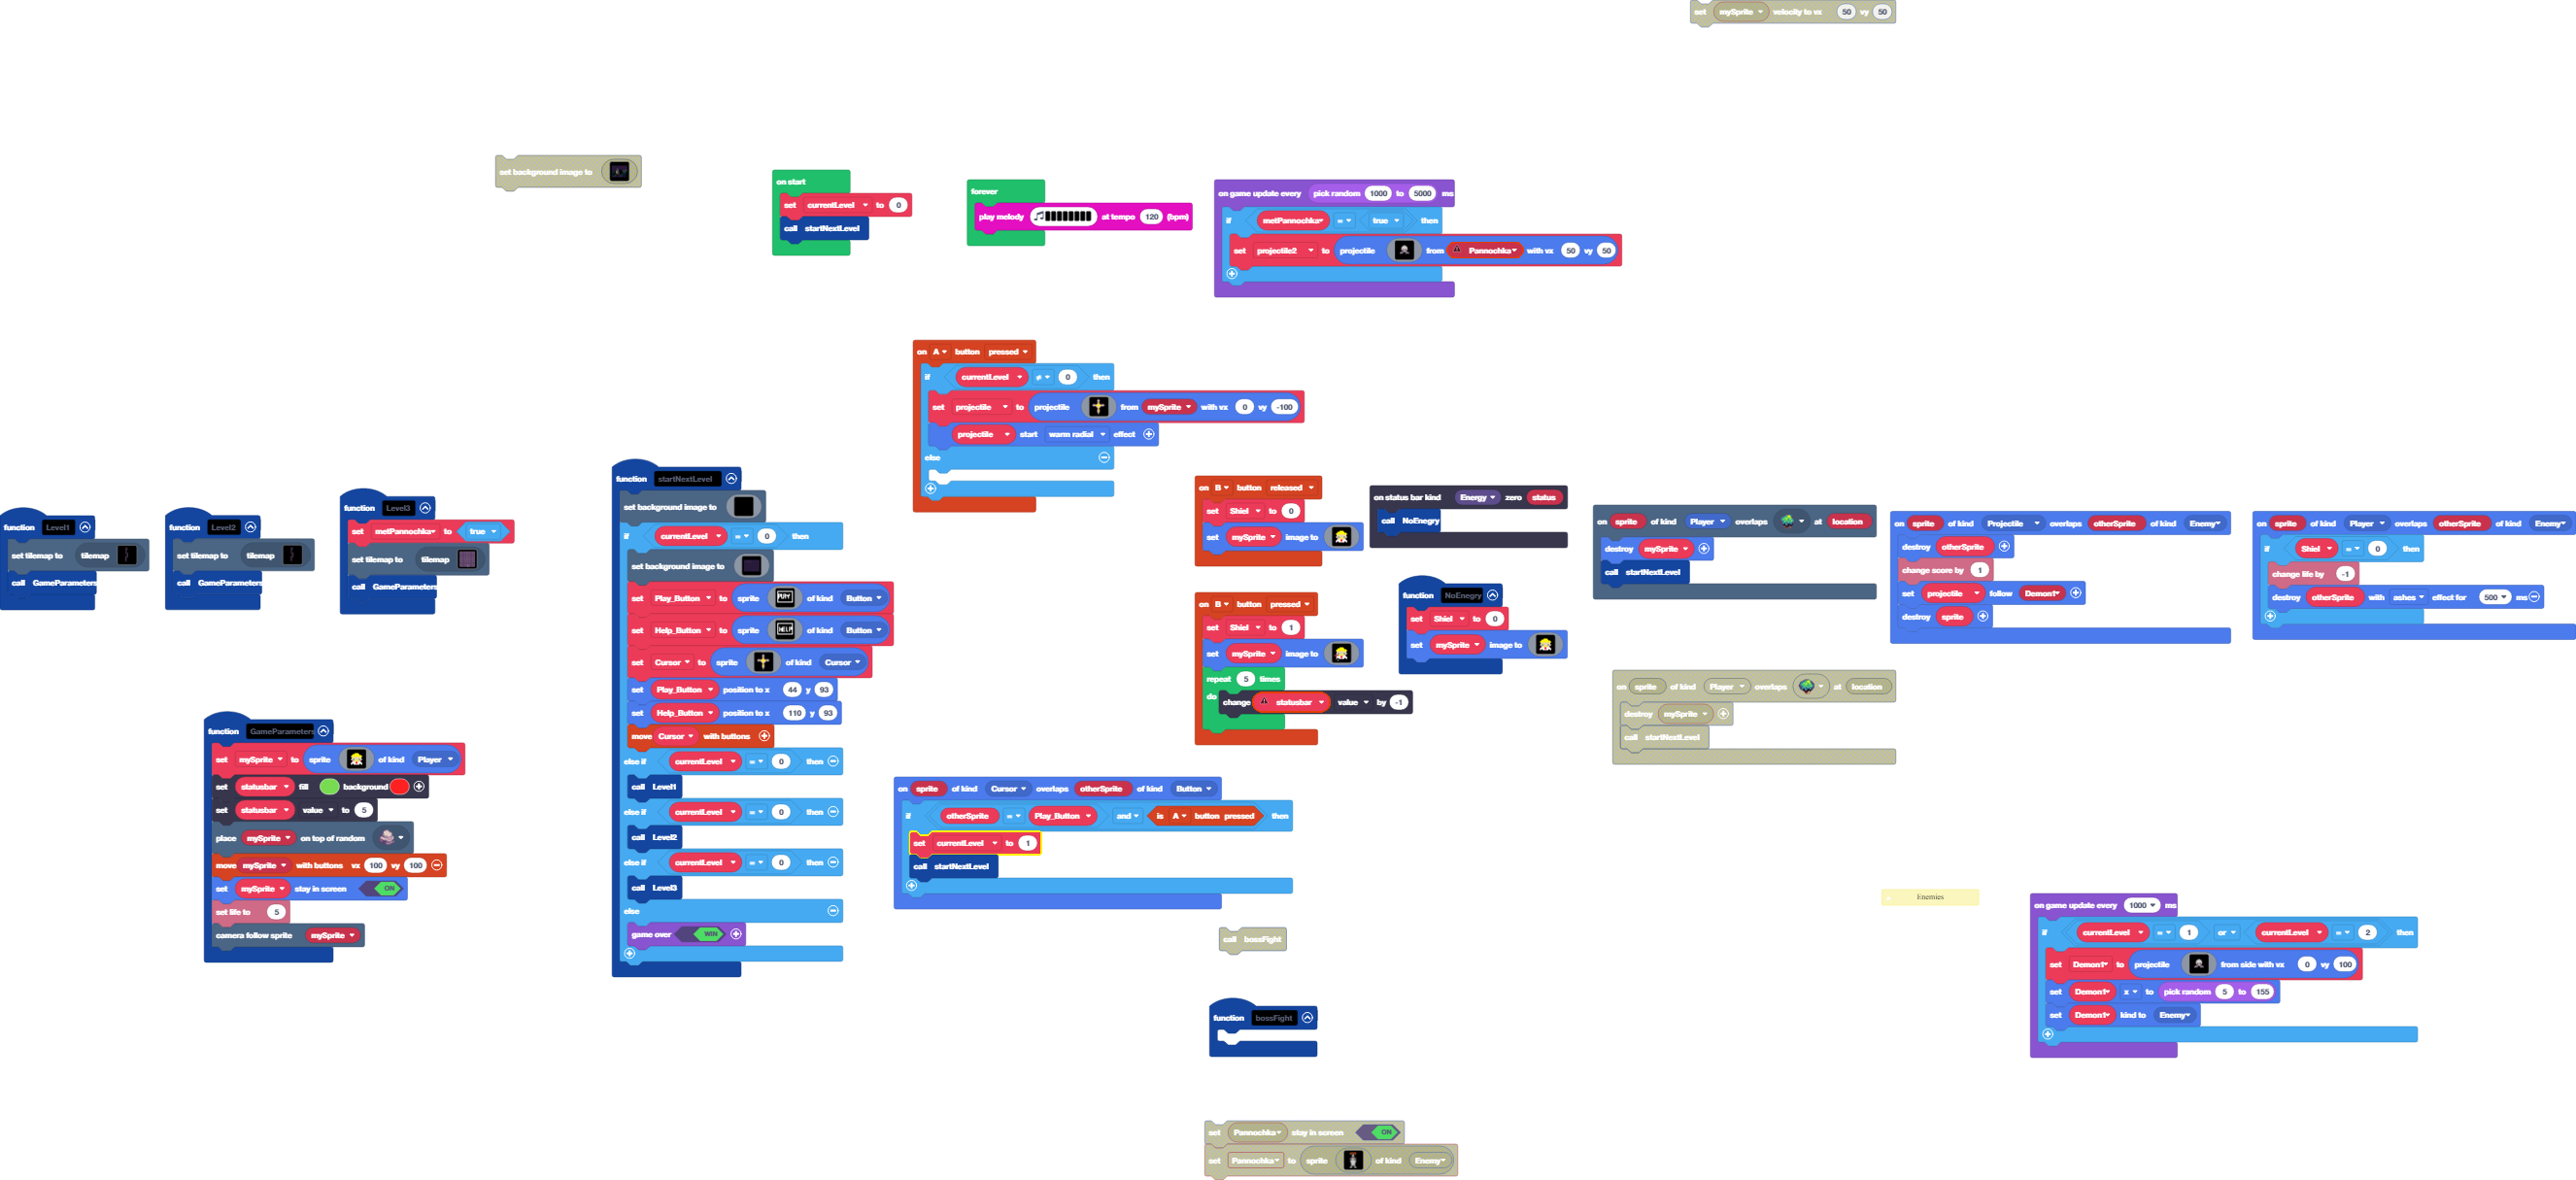 set mySprite velocity to vx 50 vy 50
set background image to
on start
set currentLevel to 0
call startNextLevel
forever
play melody at tempo 120 (bpm)
on game update every pick random 1000 to 5000 ms
if metPannochka = true then
set projectile2 to projectile from Pannochka with vx 50 vy 50
on A button pressed
if currentLevel ≠ 0 then
set projectile to projectile from mySprite with vx 0 vy -100
projectile start warm radial effect
else
function Level1
set tilemap to tilemap
call GameParameters
function Level2
set tilemap to tilemap
call GameParameters
function Level3
set metPannochka to true
set tilemap to tilemap
call GameParameters
function startNextLevel
set background image to
if currentLevel = 0 then
set background image to
set Play_Button to sprite PLAY of kind Button
set Help_Button to sprite HELP of kind Button
set Cursor to sprite of kind Cursor
set Play_Button position to x 44 y 93
set Help_Button position to x 110 y 93
move Cursor with buttons
else if currentLevel = 0 then
call Level1
else if currentLevel = 0 then
call Level2
else if currentLevel = 0 then
call Level3
else
game over WIN
on B button released
set Shiel to 0
set mySprite image to
on status bar kind Energy zero status
call NoEnegry
on B button pressed
set Shiel to 1
set mySprite image to
repeat 5 times
do change statusbar value by -1
function NoEnegry
set Shiel to 0
set mySprite image to
on sprite of kind Player overlaps at location
destroy mySprite
call startNextLevel
on sprite of kind Projectile overlaps otherSprite of kind Enemy
destroy otherSprite
change score by 1
set projectile follow Demon1
destroy sprite
on sprite of kind Player overlaps otherSprite of kind Enemy
if Shiel = 0 then
change life by -1
destroy otherSprite with ashes effect for 500 ms
on sprite of kind Player overlaps at location
destroy mySprite
call startNextLevel
function GameParameters
set mySprite to sprite of kind Player
set statusbar fill background
set statusbar value to 5
place mySprite on top of random
move mySprite with buttons vx 100 vy 100
set mySprite stay in screen ON
set life to 5
camera follow sprite mySprite
on sprite of kind Cursor overlaps otherSprite of kind Button
if otherSprite = Play_Button and is A button pressed then
set currentLevel to 1
call startNextLevel
call bossFight
function bossFight
Enemies
on game update every 1000 ms
if currentLevel = 1 or currentLevel = 2 then
set Demon1 to projectile from side with vx 0 vy 100
set Demon1 x to pick random 5 to 155
set Demon1 kind to Enemy
set Pannochka stay in screen ON
set Pannochka to sprite of kind Enemy